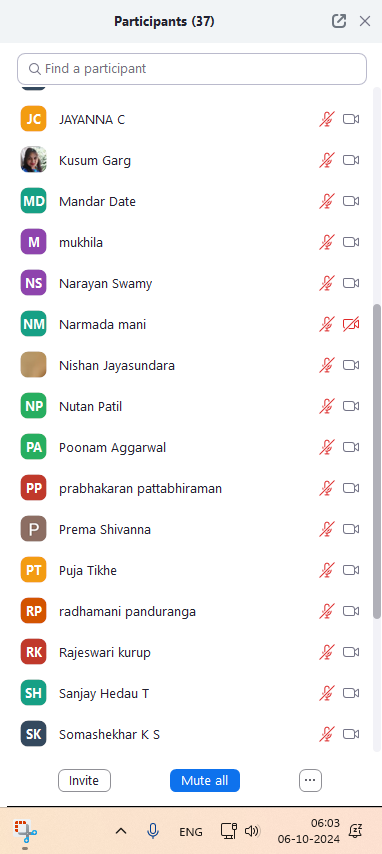 Participants (37)
Find a participant
JC JAYANNA C
Kusum Garg
MD Mandar Date
M mukhila
NS Narayan Swamy
NM Narmada mani
Nishan Jayasundara
NP Nutan Patil
PA Poonam Aggarwal
PP prabhakaran pattabhiraman
P Prema Shivanna
PT Puja Tikhe
RP radhamani panduranga
RK Rajeswari kurup
SH Sanjay Hedau T
SK Somashekhar K S
Invite Mute all ...
ENG 06:03
06-10-2024